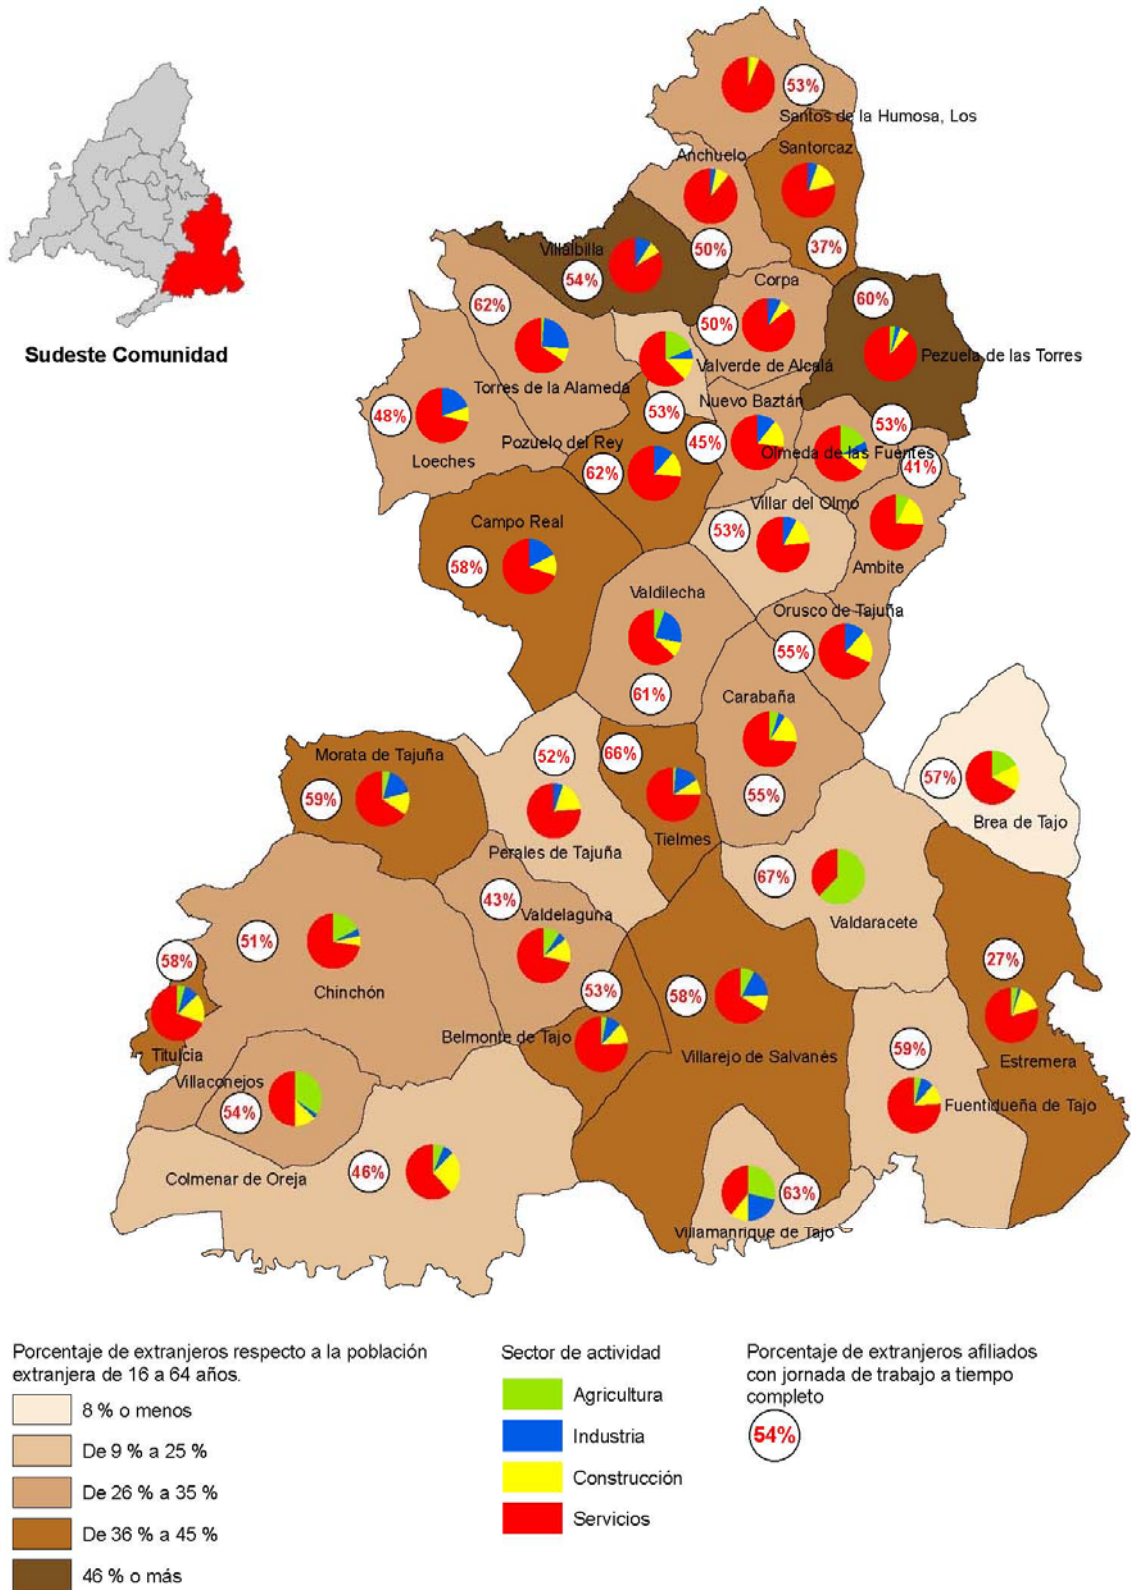 53%
Santos de la Humosa, Los
Anchuelo
Santorcaz
Villalbilla
50%
37%
54%
Corpa
60%
62%
50%
Sudeste Comunidad
Pezuela de las Torres
Valverde de Alcalá
Torres de la Alameda
Nuevo Baztán
48%
53%
53%
45%
Pozuelo del Rey
Olmeda de las Fuentes
Loeches
62%
41%
Villar del Olmo
Campo Real
53%
58%
Ambite
Valdilecha
Orusco de Tajuña
55%
61%
Carabaña
Morata de Tajuña
52%
66%
57%
59%
55%
Brea de Tajo
Tielmes
Perales de Tajuña
67%
43%
Valdelaguna
Valdaracete
51%
58%
27%
Chinchón
53%
58%
Belmonte de Tajo
Titulcia
Villarejo de Salvanés
59%
Estremera
Villaconejos
54%
Fuentidueña de Tajo
Colmenar de Oreja
46%
63%
Villamanrique de Tajo
Porcentaje de extranjeros respecto a la población
extranjera de 16 a 64 años.
8 % o menos
De 9 % a 25 %
De 26 % a 35 %
De 36 % a 45 %
46 % o más
Sector de actividad
Agricultura
Industria
Construcción
Servicios
Porcentaje de extranjeros afiliados
con jornada de trabajo a tiempo
completo
54%